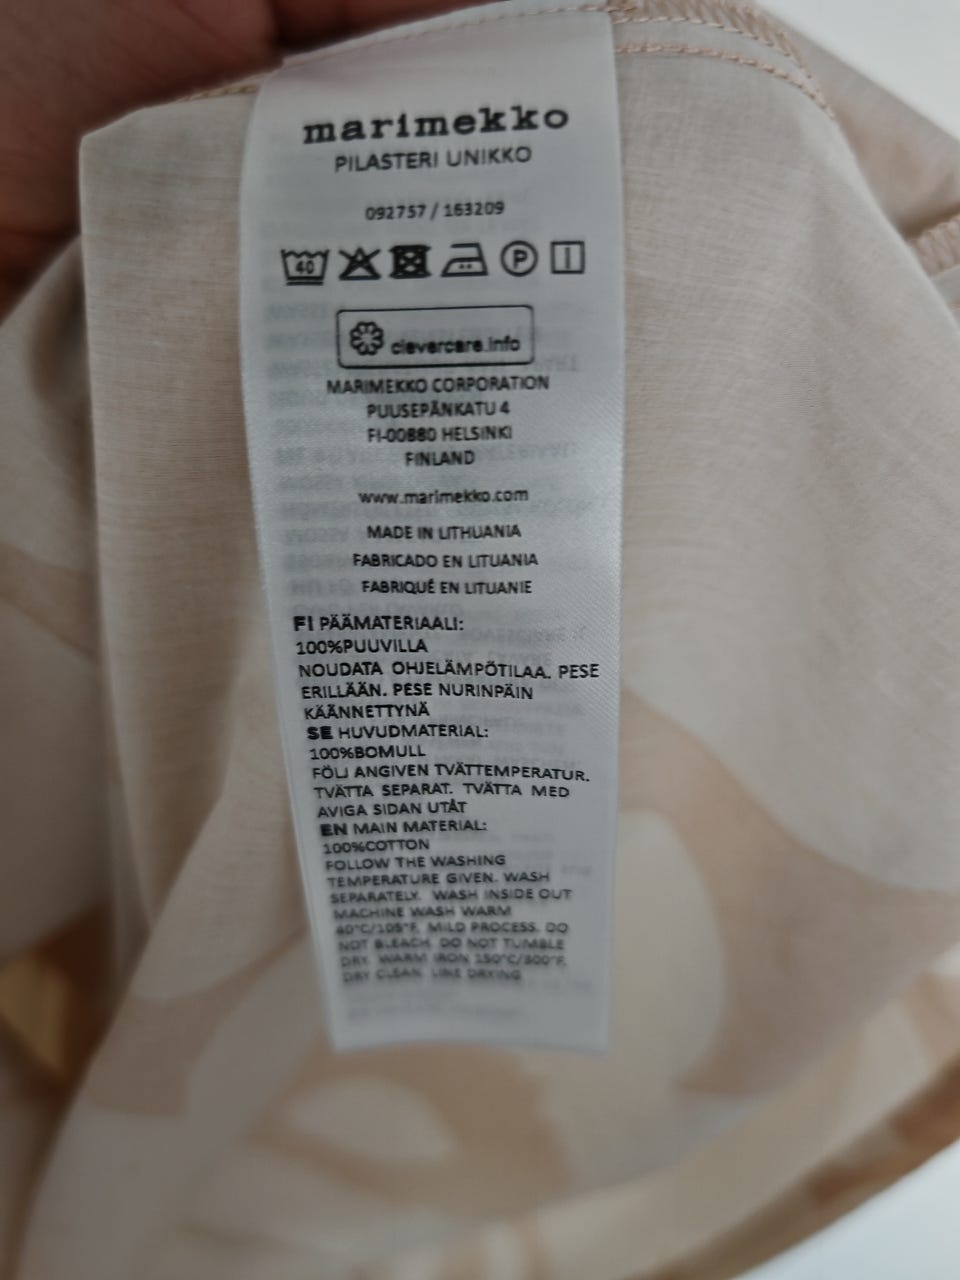 marimekko
PILASTERI UNIKKO
092757 / 163209
40 P
clevercare.info
MARIMEKKO CORPORATION
PUUSEPÄNKATU 4
FI-00880 HELSINKI
FINLAND
www.marimekko.com
MADE IN LITHUANIA
FABRICADO EN LITUANIA
FABRIQUÉ EN LITUANIE
FI PÄÄMATERIAALI:
100%PUUVILLA
NOUDATA OHJELÄMPÖTILAA. PESE
ERILLÄÄN. PESE NURINPÄIN
KÄÄNNETTYNÄ
SE HUVUDMATERIAL:
100%BOMULL
FÖLJ ANGIVEN TVÄTTEMPERATUR.
TVÄTTA SEPARAT. TVÄTTA MED
AVIGA SIDAN UTÅT
EN MAIN MATERIAL:
100%COTTON
FOLLOW THE WASHING
TEMPERATURE GIVEN. WASH
SEPARATELY. WASH INSIDE OUT
MACHINE WASH WARM
40°C/105°F. MILD PROCESS. DO
NOT BLEACH. DO NOT TUMBLE
DRY. WARM IRON 150°C/300°F.
DRY CLEAN. LINE DRYING